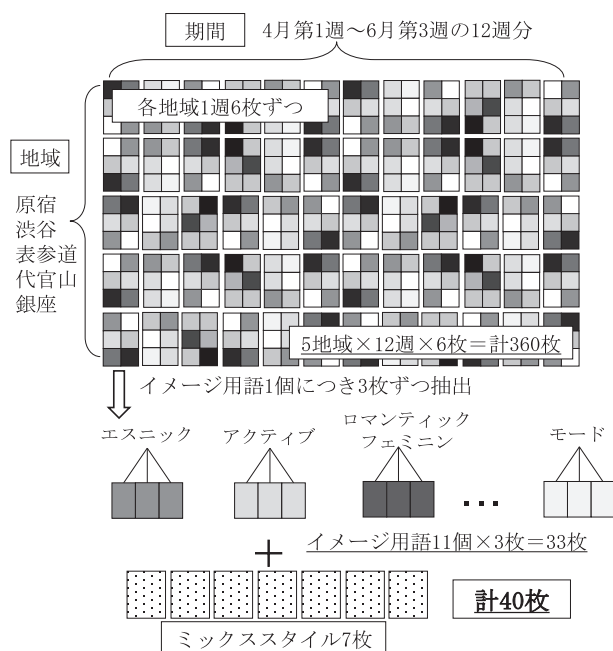 期間
4月第1週～6月第3週の12週分
各地域1週6枚ずつ
地域
原宿
渋谷
表参道
代官山
銀座
5地域×12週×6枚＝計360枚
イメージ用語1個につき3枚ずつ抽出
エスニック
アクティブ
ロマンティック
フェミニン
モード
…
イメージ用語11個×3枚＝33枚
＋
計40枚
ミックススタイル7枚